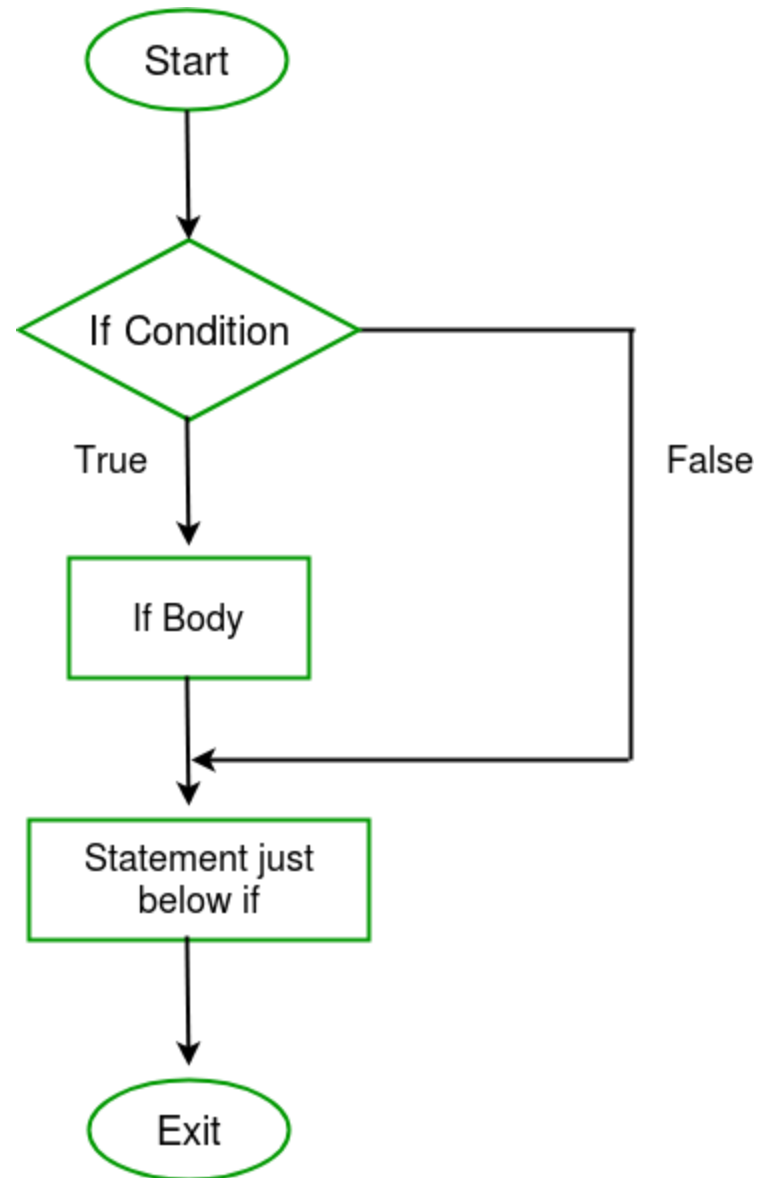 Start
If Condition
True
False
If Body
Statement just
below if
Exit